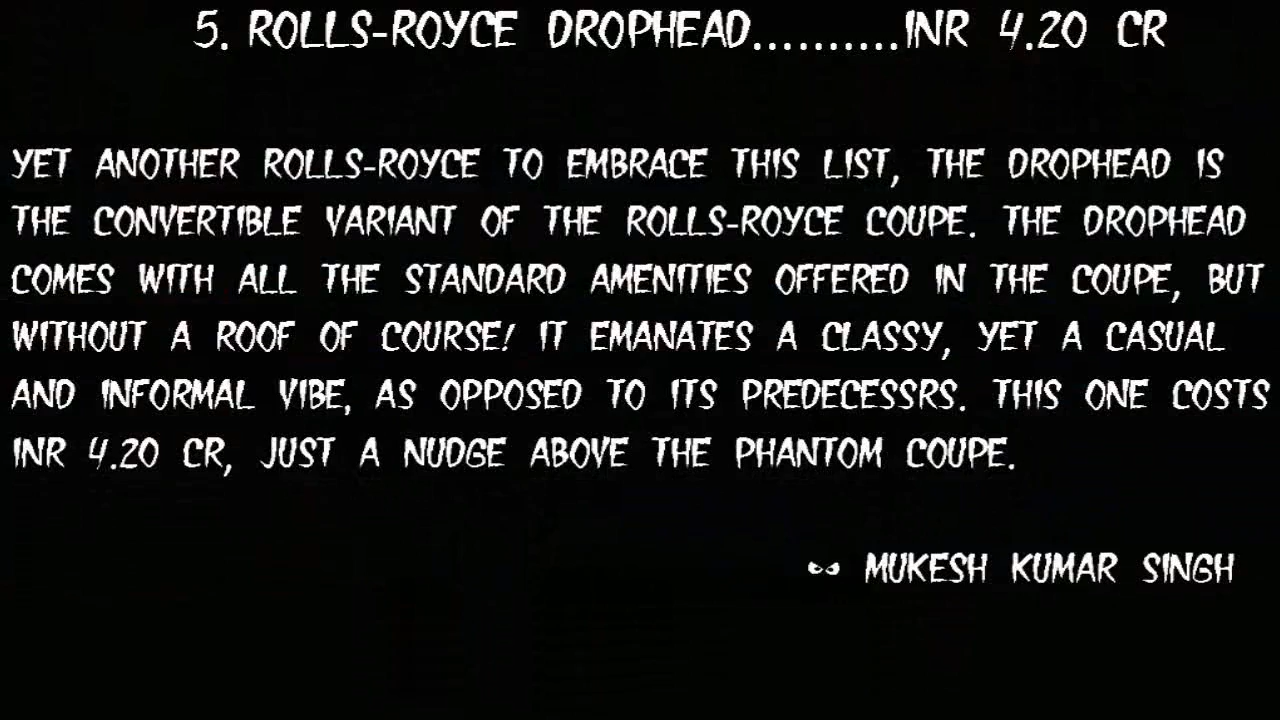 5. ROLLS-ROYCE DROPHEAD..........INR 4.20 CR
YET ANOTHER ROLLS-ROYCE TO EMBRACE THIS LIST, THE DROPHEAD IS
THE CONVERTIBLE VARIANT OF THE ROLLS-ROYCE COUPE. THE DROPHEAD
COMES WITH ALL THE STANDARD AMENITIES OFFERED IN THE COUPE, BUT
WITHOUT A ROOF OF COURSE! IT EMANATES A CLASSY, YET A CASUAL
AND INFORMAL VIBE, AS OPPOSED TO ITS PREDECESSRS. THIS ONE COSTS
INR 4.20 CR, JUST A NUDGE ABOVE THE PHANTOM COUPE.
MUKESH KUMAR SINGH